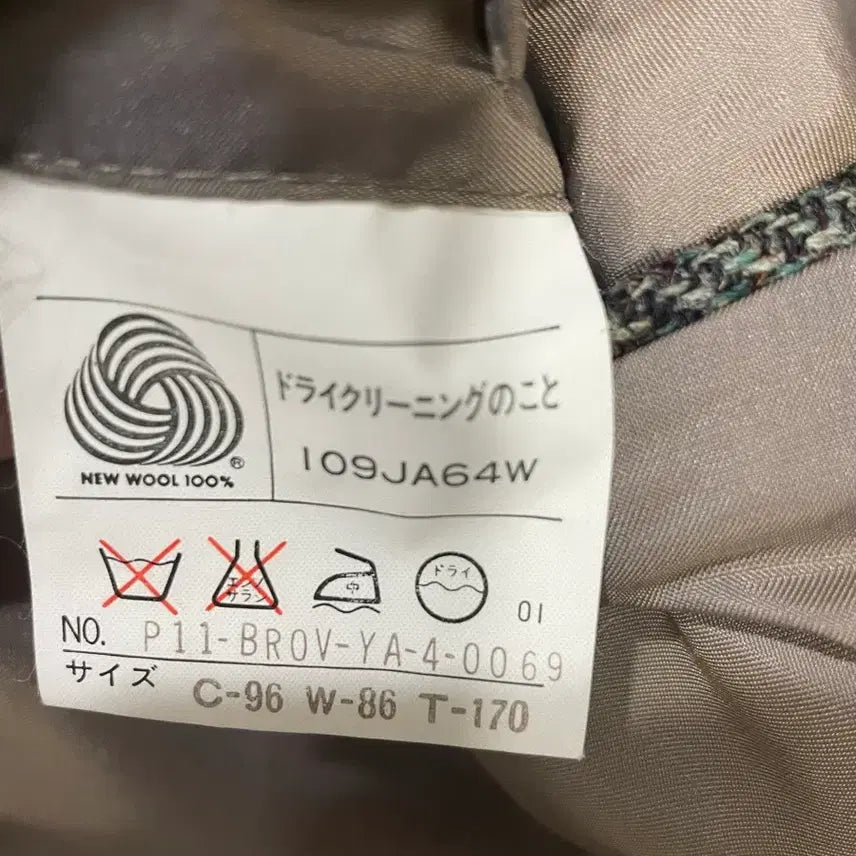 ドライクリーニングのこと
109JA64W
® NEW WOOL 100%
エンソ
サラシ
中
ドライ
01
NO. P11-BROV-YA-4-0069
サイズ
C-96 W-86 T-170